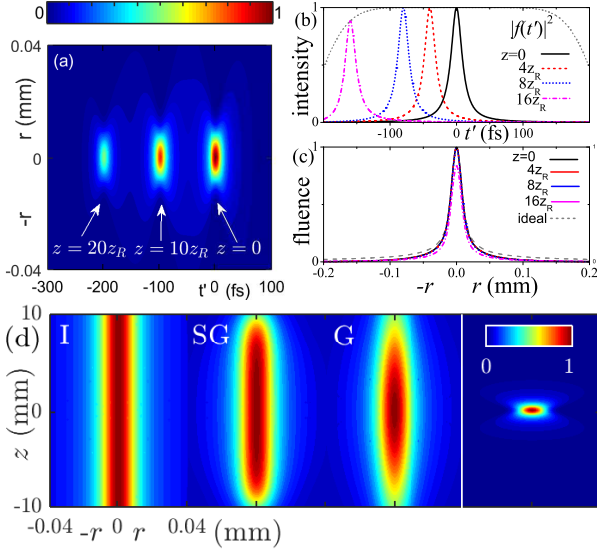 0 1
(a)
0.04
0
-0.04
r (mm)
-r
z = 20z_R z = 10z_R z = 0
-300 -200 -100 0 100
t' (fs)
(b)
|f(t')|^2
z=0
4z_R
8z_R
16z_R
intensity
1
0
-100 0 100
t' (fs)
(c)
z=0
4z_R
8z_R
16z_R
ideal
fluence
1
0
-0.2 -0.1 0.0 0.1 0.2
-r r (mm)
(d)
I SG G
0 1
10
0
-10
z (mm)
-0.04 -r 0 r 0.04 (mm)